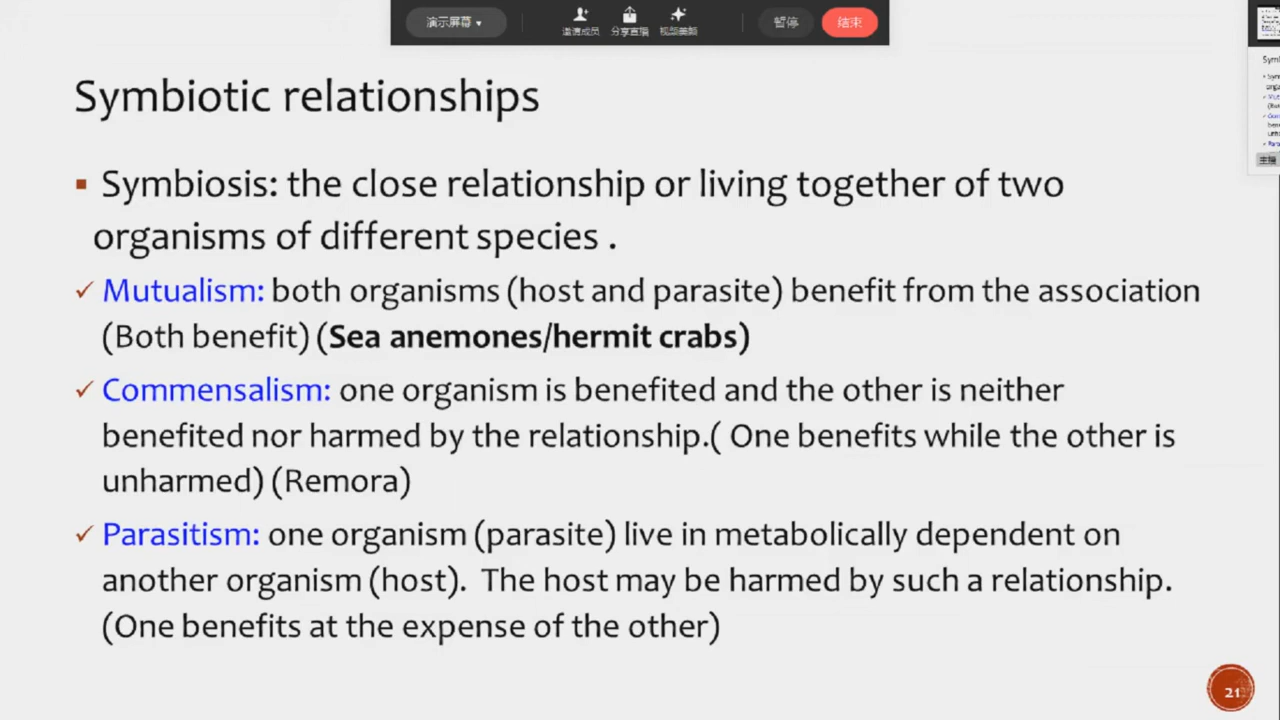 演示屏幕 ▾
邀请成员 分享直播 视频美颜
暂停
结束
Symbiotic relationships
▪ Symbiosis: the close relationship or living together of two
organisms of different species .
✓ Mutualism: both organisms (host and parasite) benefit from the association
(Both benefit) (Sea anemones/hermit crabs)
✓ Commensalism: one organism is benefited and the other is neither
benefited nor harmed by the relationship.( One benefits while the other is
unharmed) (Remora)
✓ Parasitism: one organism (parasite) live in metabolically dependent on
another organism (host).  The host may be harmed by such a relationship.
(One benefits at the expense of the other)
21
主播